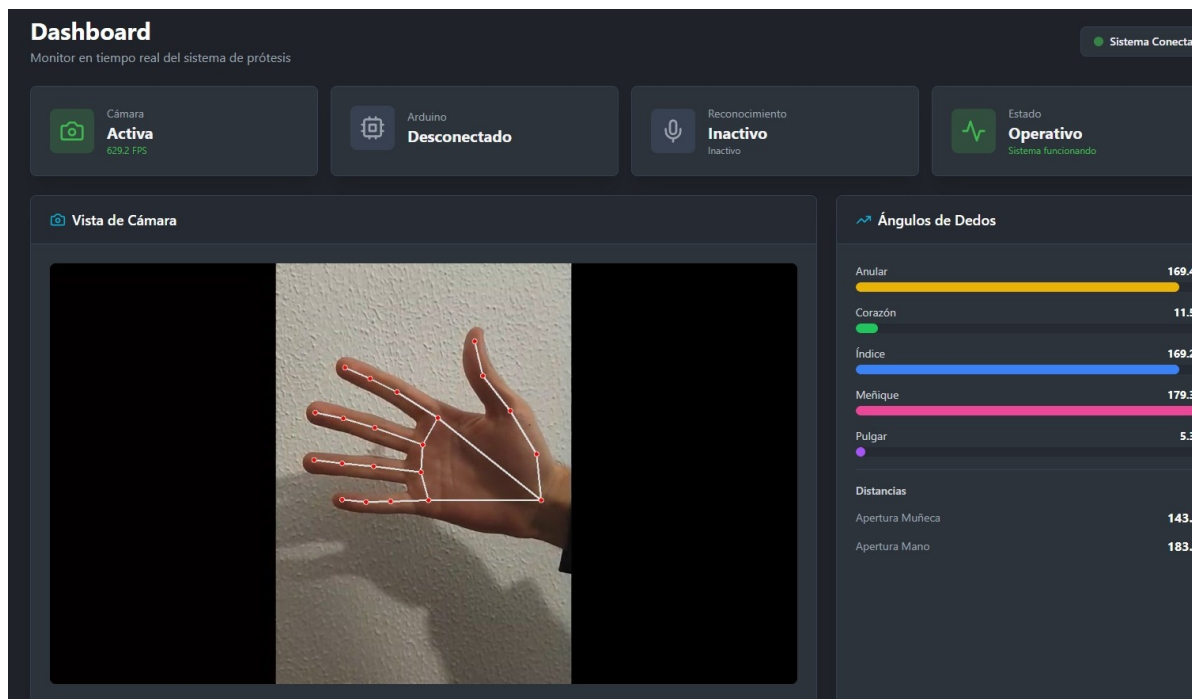 Dashboard
Monitor en tiempo real del sistema de prótesis
Sistema Conecta
Cámara
Activa
629.2 FPS
Arduino
Desconectado
Reconocimiento
Inactivo
Inactivo
Estado
Operativo
Sistema funcionando
Vista de Cámara
Ángulos de Dedos
Anular 169.4
Corazón 11.5
Índice 169.2
Meñique 179.3
Pulgar 5.3
Distancias
Apertura Muñeca 143.
Apertura Mano 183.